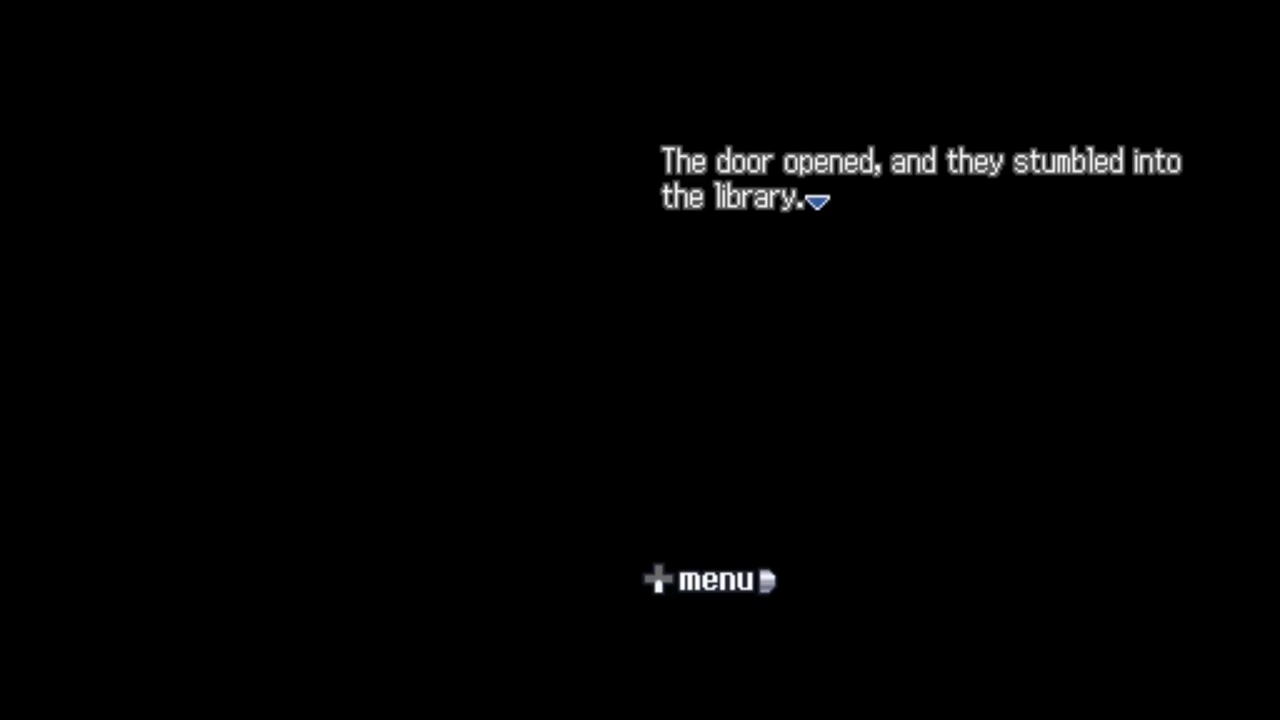 The door opened, and they stumbled into
the library.
menu